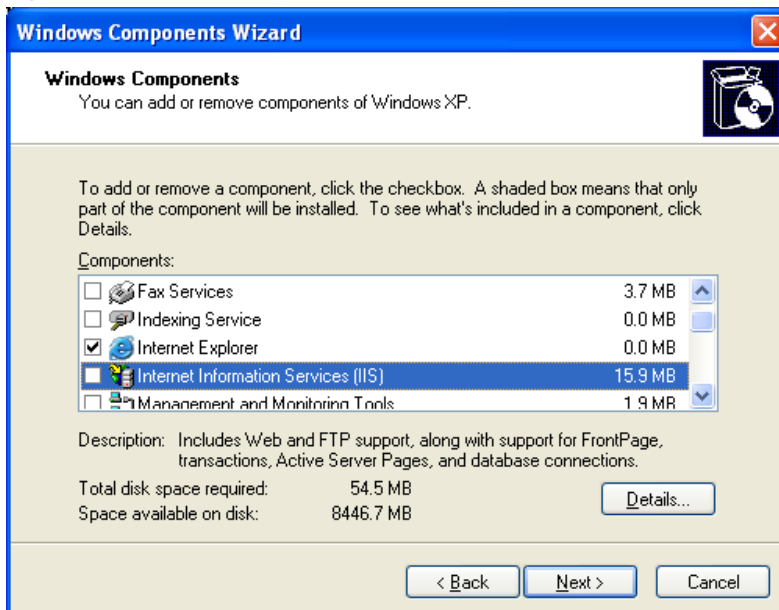 Windows Components Wizard
Windows Components
You can add or remove components of Windows XP.
To add or remove a component, click the checkbox. A shaded box means that only
part of the component will be installed. To see what's included in a component, click
Details.
Components:
Fax Services 3.7 MB
Indexing Service 0.0 MB
Internet Explorer 0.0 MB
Internet Information Services (IIS) 15.9 MB
Management and Monitoring Tools 1.9 MB
Description: Includes Web and FTP support, along with support for FrontPage,
transactions, Active Server Pages, and database connections.
Total disk space required: 54.5 MB
Space available on disk: 8446.7 MB
Details...
< Back Next > Cancel